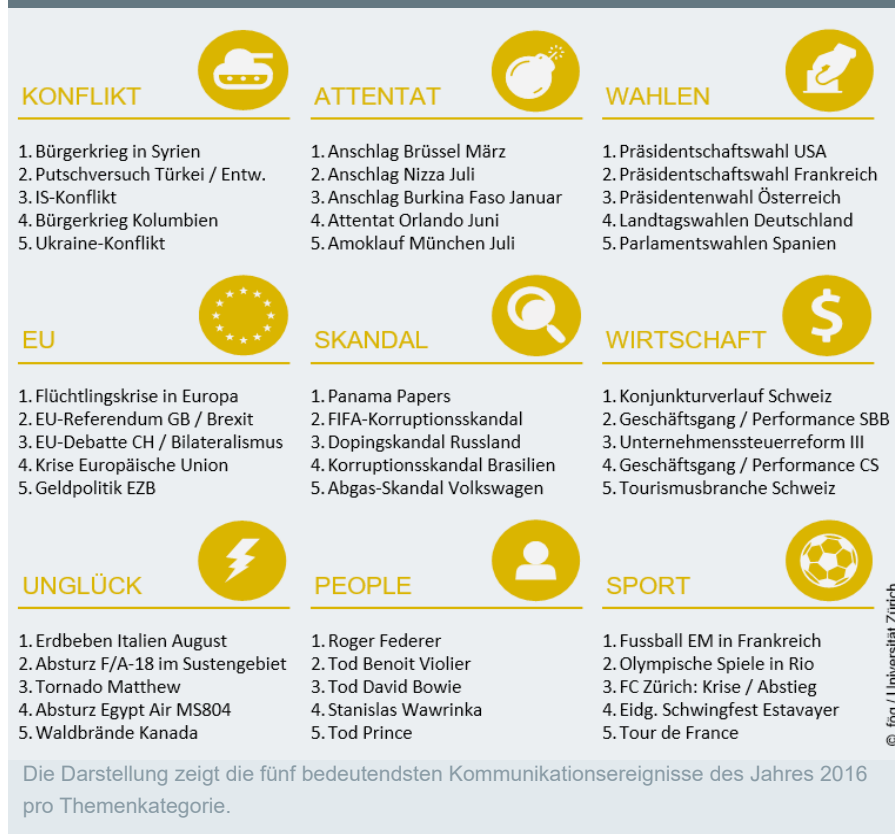 KONFLIKT
1. Bürgerkrieg in Syrien
2. Putschversuch Türkei / Entw.
3. IS-Konflikt
4. Bürgerkrieg Kolumbien
5. Ukraine-Konflikt
ATTENTAT
1. Anschlag Brüssel März
2. Anschlag Nizza Juli
3. Anschlag Burkina Faso Januar
4. Attentat Orlando Juni
5. Amoklauf München Juli
WAHLEN
1. Präsidentschaftswahl USA
2. Präsidentschaftswahl Frankreich
3. Präsidentenwahl Österreich
4. Landtagswahlen Deutschland
5. Parlamentswahlen Spanien
EU
1. Flüchtlingskrise in Europa
2. EU-Referendum GB / Brexit
3. EU-Debatte CH / Bilateralismus
4. Krise Europäische Union
5. Geldpolitik EZB
SKANDAL
1. Panama Papers
2. FIFA-Korruptionsskandal
3. Dopingskandal Russland
4. Korruptionsskandal Brasilien
5. Abgas-Skandal Volkswagen
WIRTSCHAFT
$
1. Konjunkturverlauf Schweiz
2. Geschäftsgang / Performance SBB
3. Unternehmenssteuerreform III
4. Geschäftsgang / Performance CS
5. Tourismusbranche Schweiz
UNGLÜCK
1. Erdbeben Italien August
2. Absturz F/A-18 im Sustengebiet
3. Tornado Matthew
4. Absturz Egypt Air MS804
5. Waldbrände Kanada
PEOPLE
1. Roger Federer
2. Tod Benoit Violier
3. Tod David Bowie
4. Stanislas Wawrinka
5. Tod Prince
SPORT
1. Fussball EM in Frankreich
2. Olympische Spiele in Rio
3. FC Zürich: Krise / Abstieg
4. Eidg. Schwingfest Estavayer
5. Tour de France
© fög / Universität Zürich
Die Darstellung zeigt die fünf bedeutendsten Kommunikationsereignisse des Jahres 2016
pro Themenkategorie.